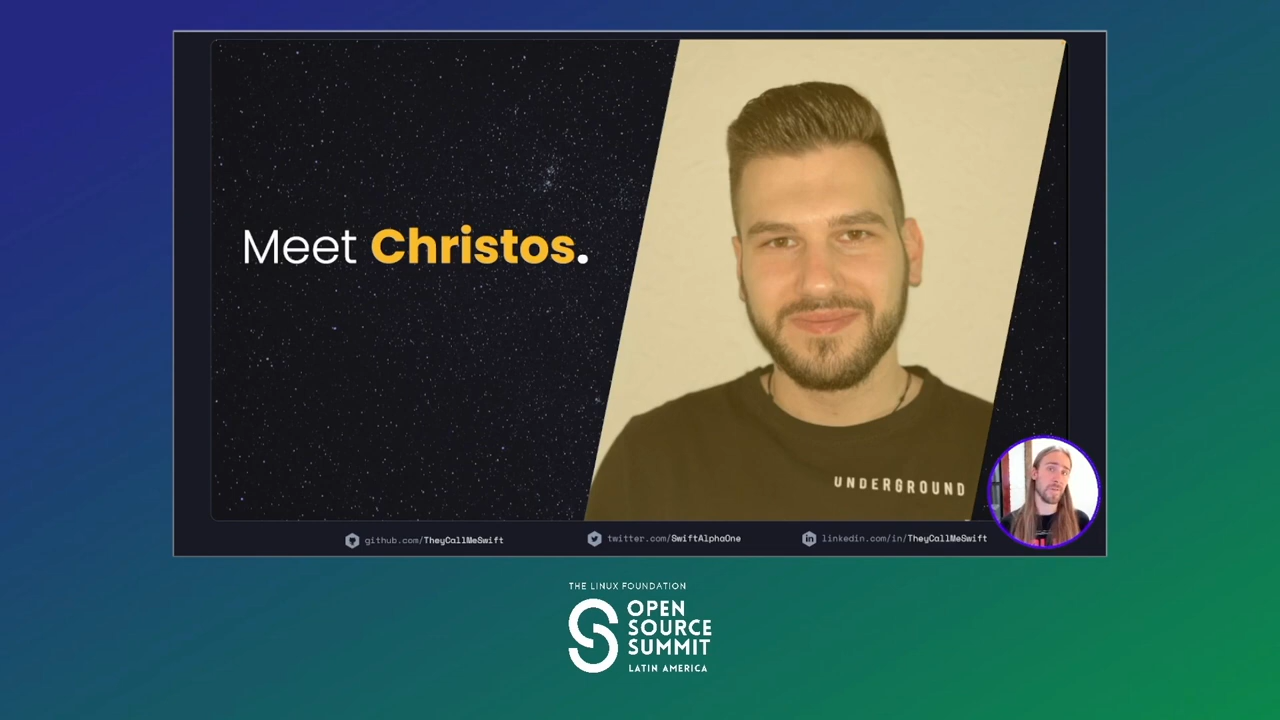 Meet Christos.
UNDERGROUND
github.com/TheyCallMeSwift
twitter.com/SwiftAlphaOne
linkedin.com/in/TheyCallMeSwift
THE LINUX FOUNDATION
OPEN
SOURCE
SUMMIT
LATIN AMERICA